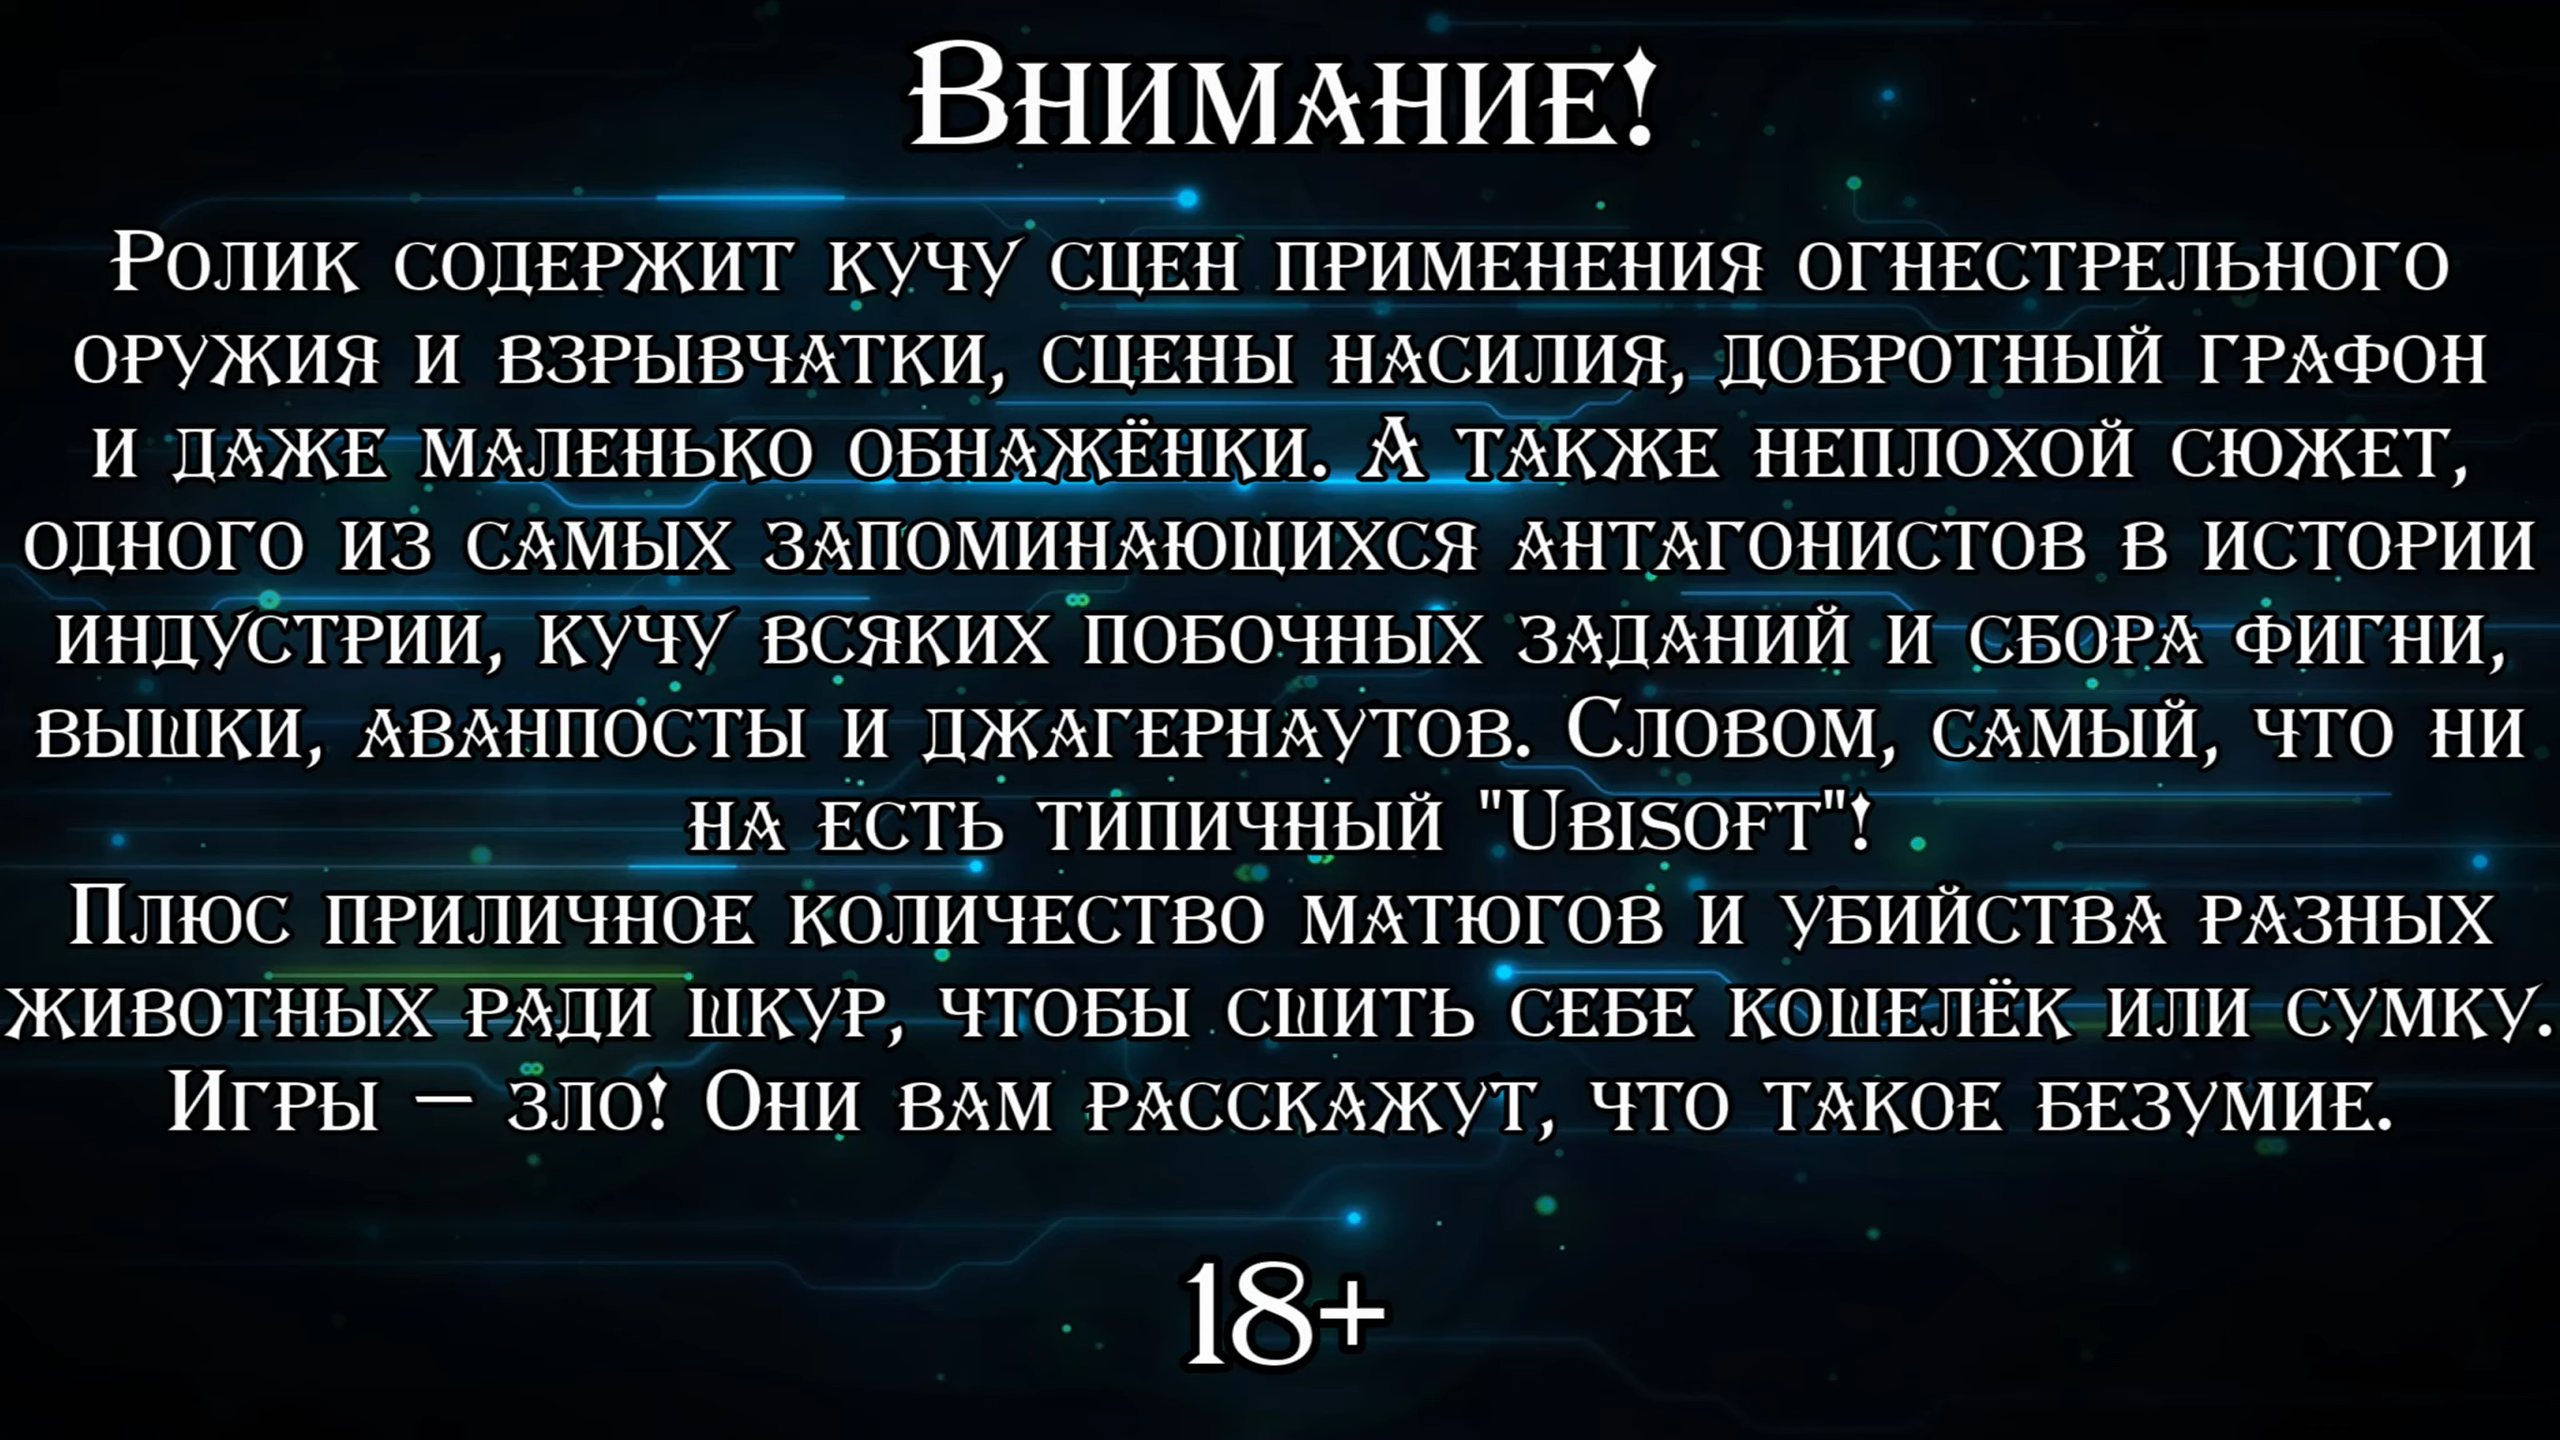 Внимание!
Ролик содержит кучу сцен применения огнестрельного
оружия и взрывчатки, сцены насилия, добротный графон
и даже маленько обнажёнки. А также неплохой сюжет,
одного из самых запоминающихся антагонистов в истории
индустрии, кучу всяких побочных заданий и сбора фигни,
вышки, аванпосты и джагернаутов. Словом, самый, что ни
на есть типичный "Ubisoft"!
Плюс приличное количество матюгов и убийства разных
животных ради шкур, чтобы сшить себе кошелёк или сумку.
Игры – зло! Они вам расскажут, что такое безумие.
18+